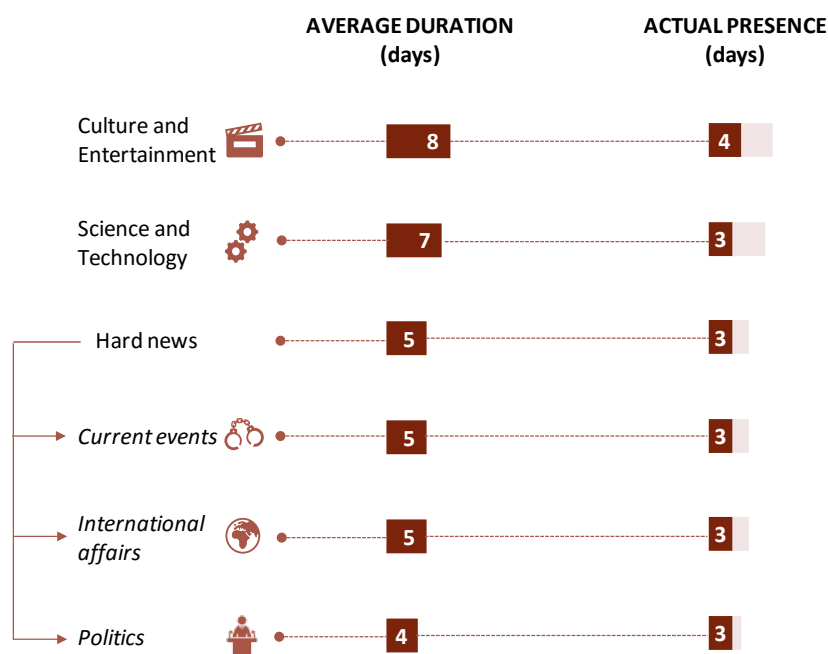 AVERAGE DURATION
(days)
ACTUAL PRESENCE
(days)
Culture and
Entertainment
8
4
Science and
Technology
7
3
Hard news
5
3
Current events
5
3
International
affairs
5
3
Politics
4
3